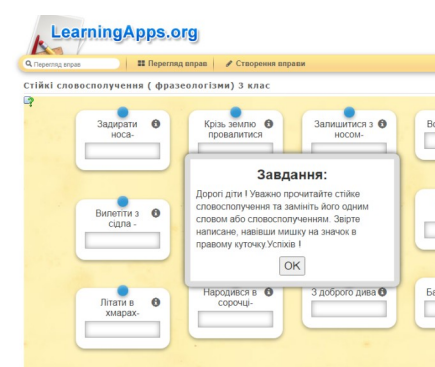 LearningApps.org
Перегляд вправ
Перегляд вправ
Створення вправи
Стійкі словосполучення ( фразеологізми) 3 клас
Задирати
носа-
Крізь землю
провалитися
Залишитися з
носом-
Завдання:
Дорогі діти ! Уважно прочитайте стійке
словосполучення та замініть його одним
словом або словосполученням. Звірте
написане, навівши мишку на значок в
правому куточку.Успіхів !
OK
Вилетіти з
сідла -
Літати в
хмарах-
Народився в
сорочці-
З доброго дива